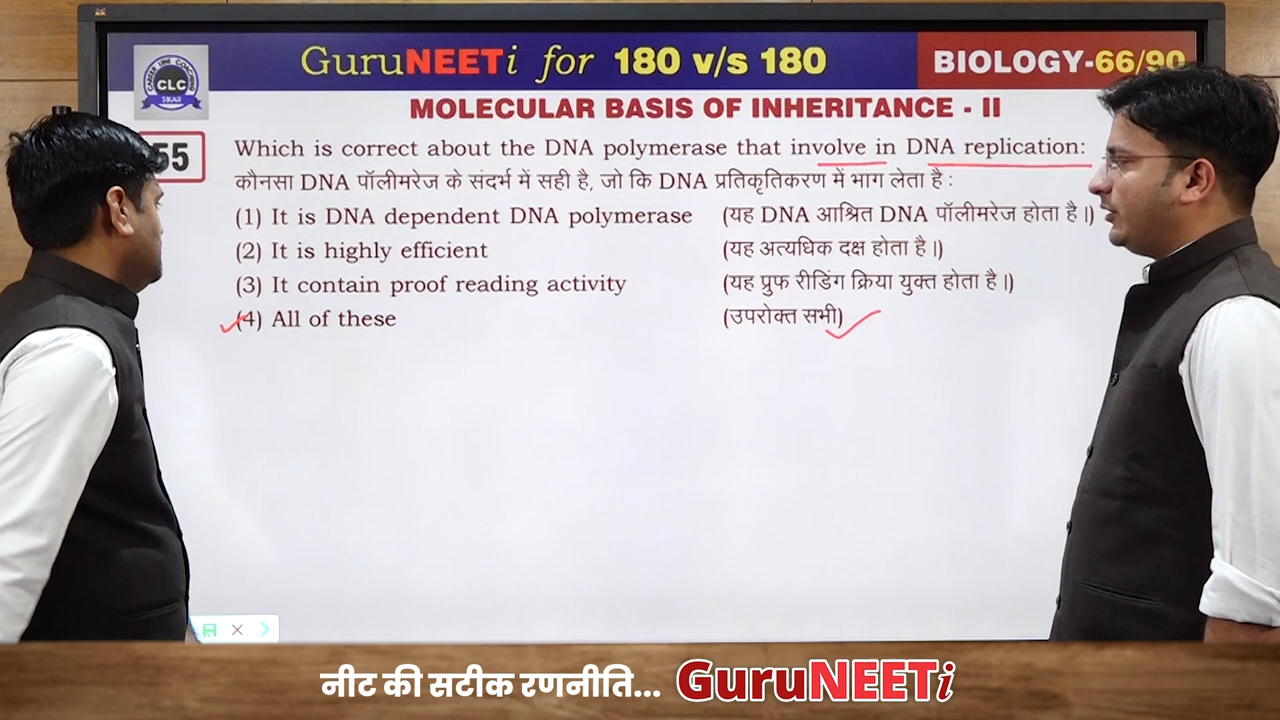 GuruNEETi for 180 v/s 180
BIOLOGY-66/90
CAREER LINE COACHING
CLC
SIKAR
MOLECULAR BASIS OF INHERITANCE - II
55
Which is correct about the DNA polymerase that involve in DNA replication:
कौनसा DNA पॉलीमरेज के संदर्भ में सही है, जो कि DNA प्रतिकृतिकरण में भाग लेता है :
(1) It is DNA dependent DNA polymerase (यह DNA आश्रित DNA पॉलीमरेज होता है।)
(2) It is highly efficient (यह अत्यधिक दक्ष होता है।)
(3) It contain proof reading activity (यह प्रुफ रीडिंग क्रिया युक्त होता है।)
(4) All of these (उपरोक्त सभी)
नीट की सटीक रणनीति... GuruNEETi